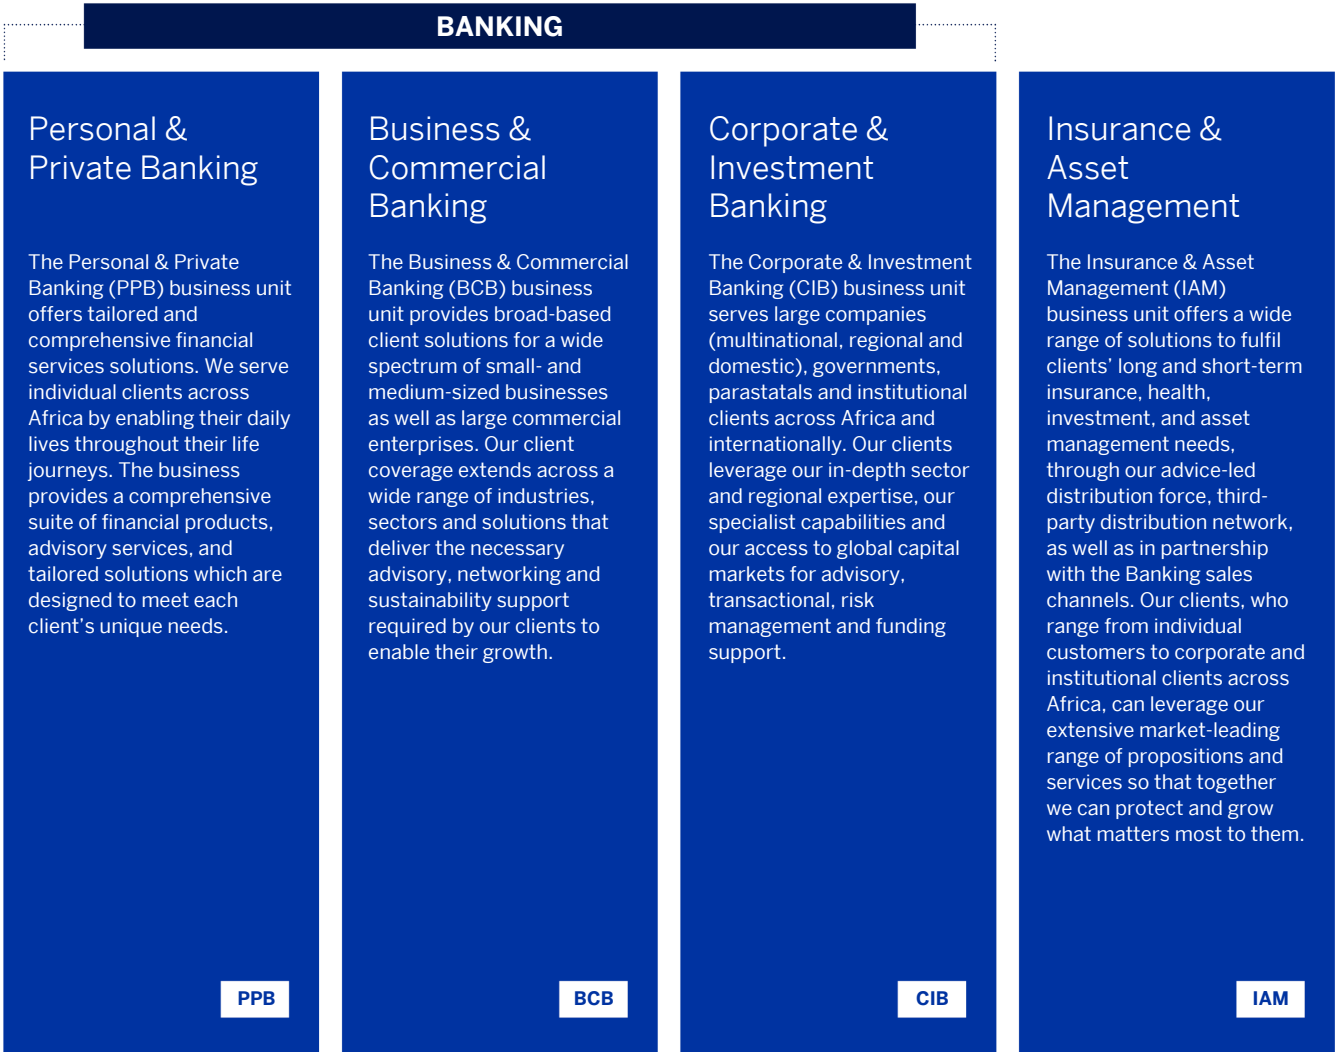 BANKING
Personal &
Private Banking
The Personal & Private
Banking (PPB) business unit
offers tailored and
comprehensive financial
services solutions. We serve
individual clients across
Africa by enabling their daily
lives throughout their life
journeys. The business
provides a comprehensive
suite of financial products,
advisory services, and
tailored solutions which are
designed to meet each
client’s unique needs.
PPB
Business &
Commercial
Banking
The Business & Commercial
Banking (BCB) business
unit provides broad-based
client solutions for a wide
spectrum of small- and
medium-sized businesses
as well as large commercial
enterprises. Our client
coverage extends across a
wide range of industries,
sectors and solutions that
deliver the necessary
advisory, networking and
sustainability support
required by our clients to
enable their growth.
BCB
Corporate &
Investment
Banking
The Corporate & Investment
Banking (CIB) business unit
serves large companies
(multinational, regional and
domestic), governments,
parastatals and institutional
clients across Africa and
internationally. Our clients
leverage our in-depth sector
and regional expertise, our
specialist capabilities and
our access to global capital
markets for advisory,
transactional, risk
management and funding
support.
CIB
Insurance &
Asset
Management
The Insurance & Asset
Management (IAM)
business unit offers a wide
range of solutions to fulfil
clients’ long and short-term
insurance, health,
investment, and asset
management needs,
through our advice-led
distribution force, third-
party distribution network,
as well as in partnership
with the Banking sales
channels. Our clients, who
range from individual
customers to corporate and
institutional clients across
Africa, can leverage our
extensive market-leading
range of propositions and
services so that together
we can protect and grow
what matters most to them.
IAM